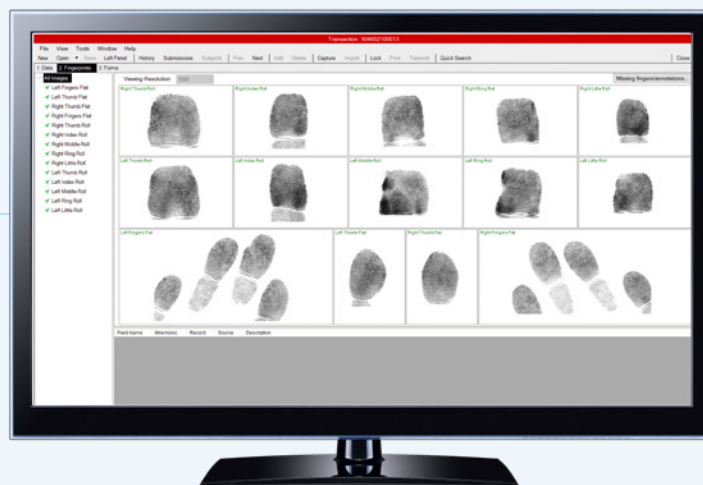 Transaction: 304652100013
File View Tools Window Help
New Open Save Left Panel History Submissions Subjects Prev Next Add Delete Capture Import Lock Print Transmit Quick Search Close
1 Data 2 Fingerprints 3 Forms
All Images
Left Fingers Flat
Left Thumb Flat
Right Thumb Flat
Right Fingers Flat
Right Thumb Roll
Right Index Roll
Right Middle Roll
Right Ring Roll
Right Little Roll
Left Thumb Roll
Left Index Roll
Left Middle Roll
Left Ring Roll
Left Little Roll
Viewing Resolution Missing fingers/annotations...
Right Thumb Roll Right Index Roll Right Middle Roll Right Ring Roll Right Little Roll
Left Thumb Roll Left Index Roll Left Middle Roll Left Ring Roll Left Little Roll
Left Fingers Flat Left Thumb Flat Right Thumb Flat Right Fingers Flat
Field Name Mnemonic Record Source Description